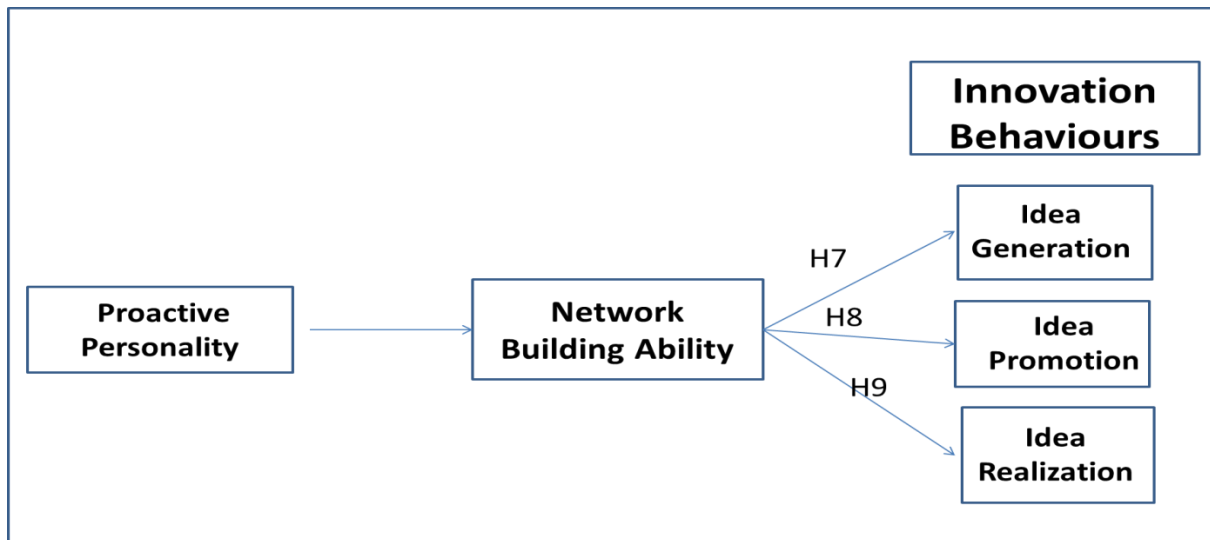 Innovation
Behaviours
Idea
Generation
H7
Proactive
Personality
Network
Building Ability
H8
Idea
Promotion
H9
Idea
Realization